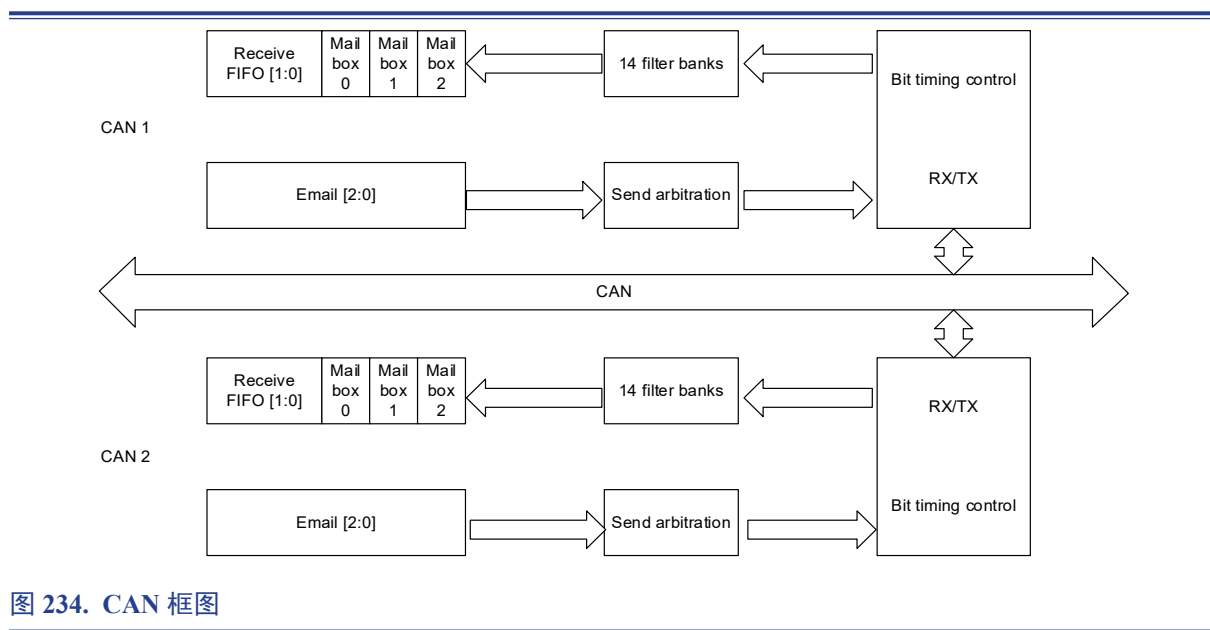 Receive
FIFO [1:0]
Mail
box
0
Mail
box
1
Mail
box
2
14 filter banks
Bit timing control
CAN 1
RX/TX
Email [2:0]
Send arbitration
CAN
Receive
FIFO [1:0]
Mail
box
0
Mail
box
1
Mail
box
2
14 filter banks
RX/TX
CAN 2
Email [2:0]
Send arbitration
Bit timing control
图 234. CAN 框图